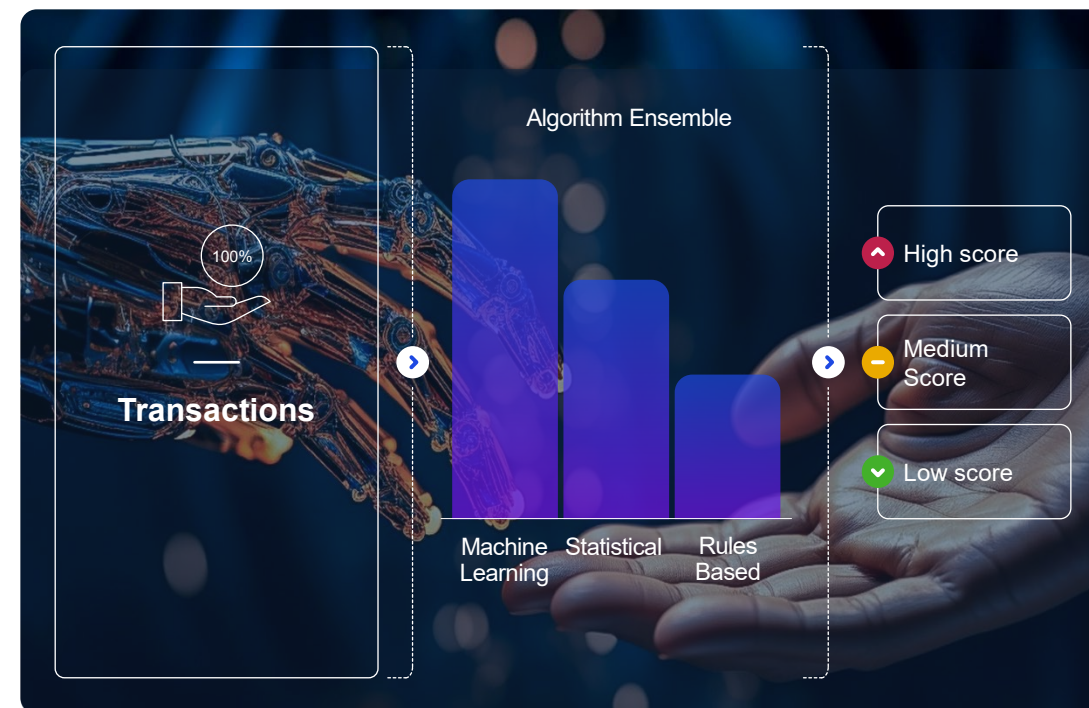 100%
Transactions
Algorithm Ensemble
Machine
Learning
Statistical
Rules
Based
High score
Medium
Score
Low score